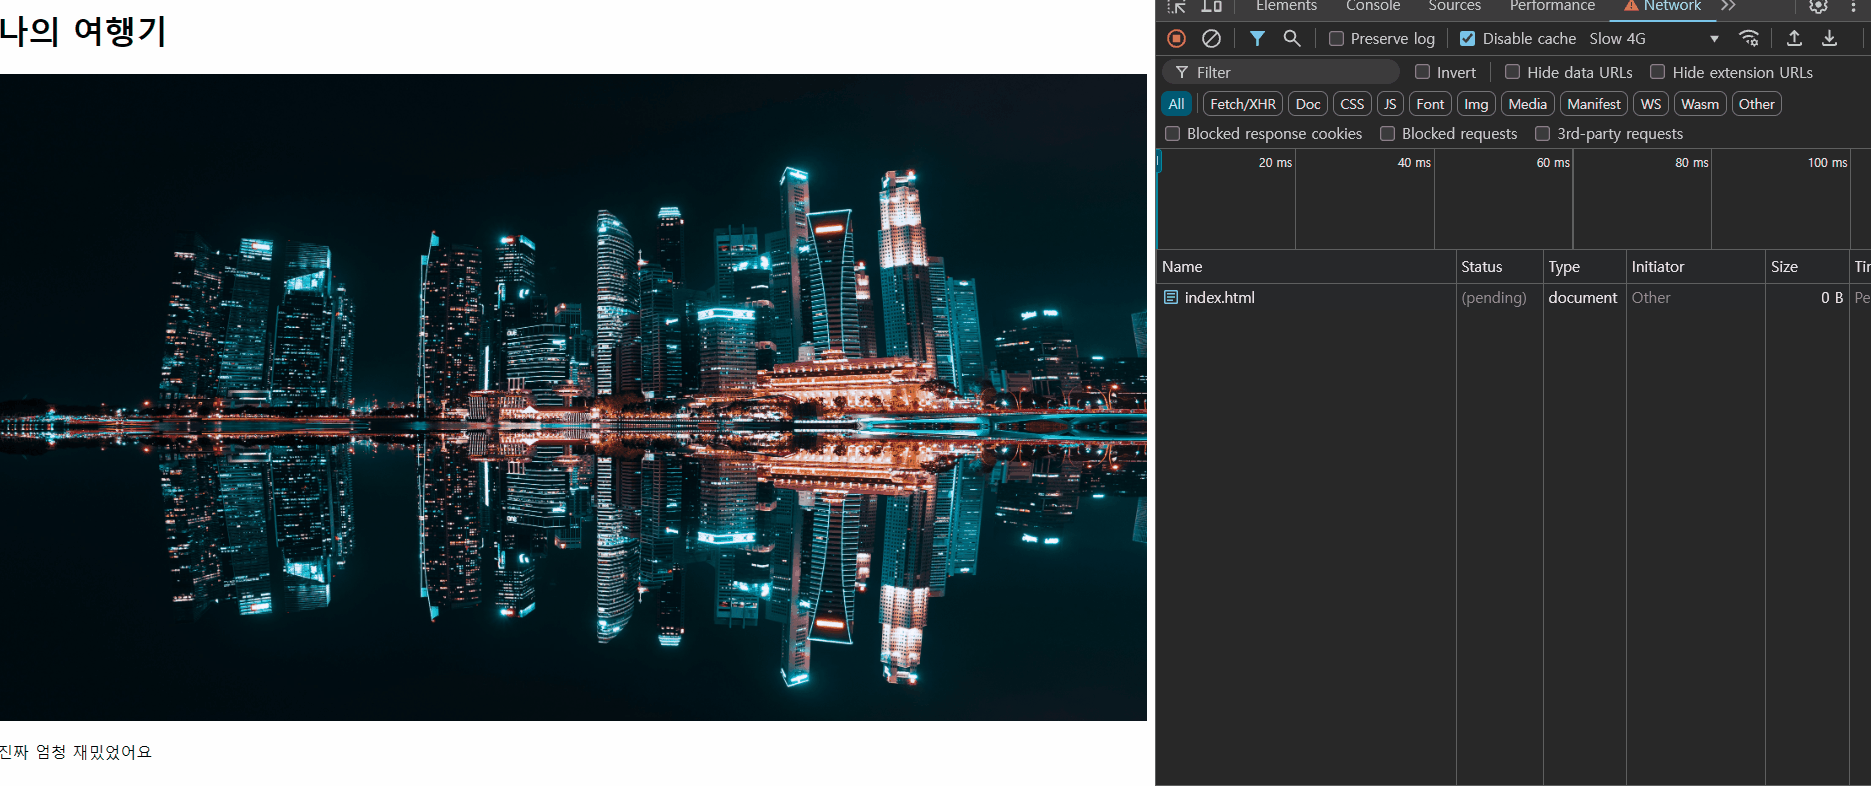 나의 여행기
진짜 엄청 재밌었어요
Elements Console Sources Performance Network
Preserve log Disable cache Slow 4G
Filter Invert Hide data URLs Hide extension URLs
All Fetch/XHR Doc CSS JS Font Img Media Manifest WS Wasm Other
Blocked response cookies Blocked requests 3rd-party requests
20 ms 40 ms 60 ms 80 ms 100 ms
Name Status Type Initiator Size
index.html (pending) document Other 0 B